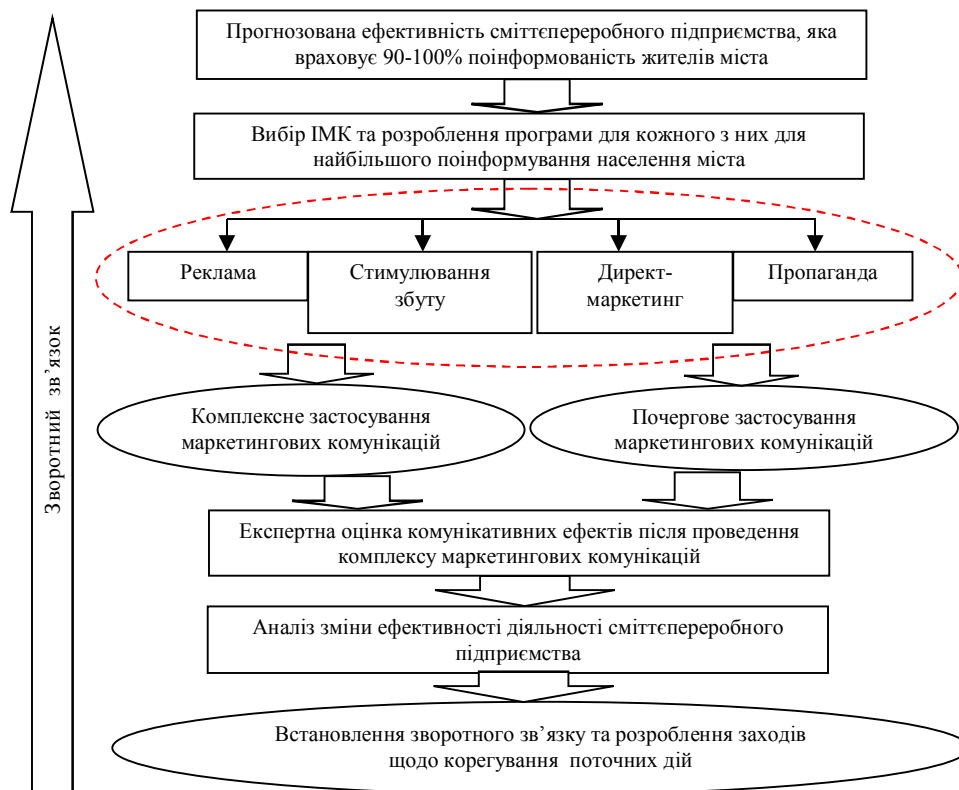 Прогнозована ефективність сміттєпереробного підприємства, яка
враховує 90-100% поінформованість жителів міста
Вибір ІМК та розроблення програми для кожного з них для
найбільшого поінформування населення міста
Реклама
Стимулювання
збуту
Директ-
маркетинг
Пропаганда
Комплексне застосування
маркетингових комунікацій
Почергове застосування
маркетингових комунікацій
Експертна оцінка комунікативних ефектів після проведення
комплексу маркетингових комунікацій
Аналіз зміни ефективності діяльності сміттєпереробного
підприємства
Встановлення зворотного зв’язку та розроблення заходів
щодо корегування поточних дій
Зворотний зв’язок